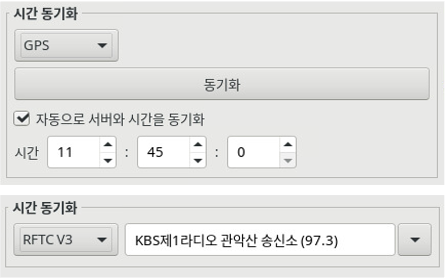 시간 동기화
GPS
동기화
자동으로 서버와 시간을 동기화
시간 11 : 45 : 0
시간 동기화
RFTC V3 KBS제1라디오 관악산 송신소 (97.3)